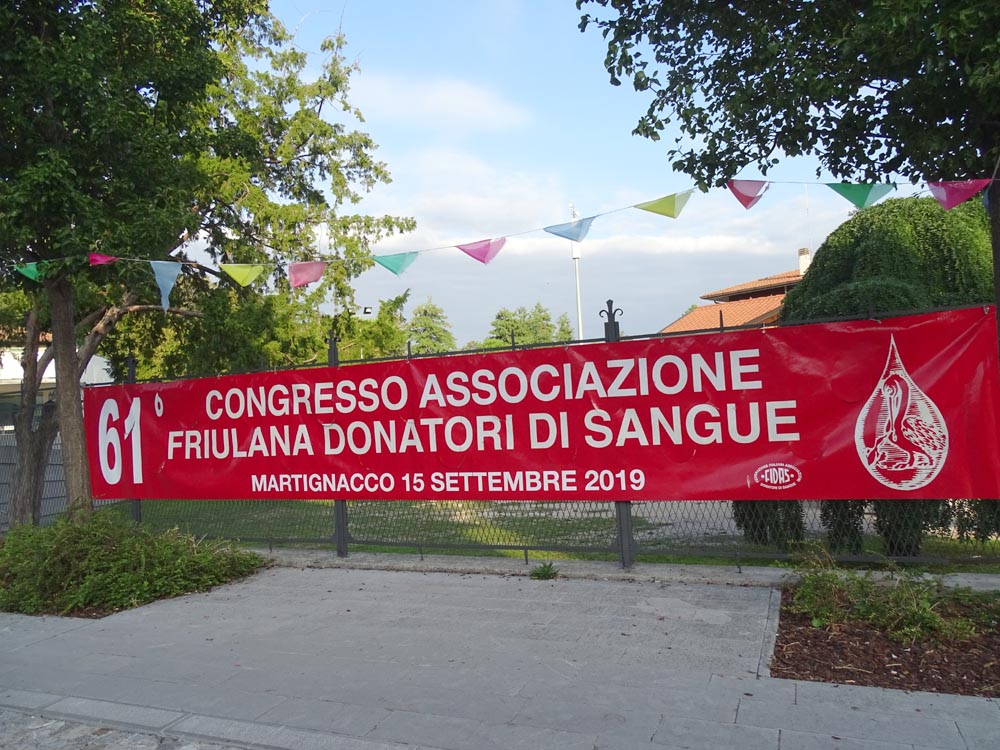 61° CONGRESSO ASSOCIAZIONE
FRIULANA DONATORI DI SANGUE
MARTIGNACCO 15 SETTEMBRE 2019
FIDAS